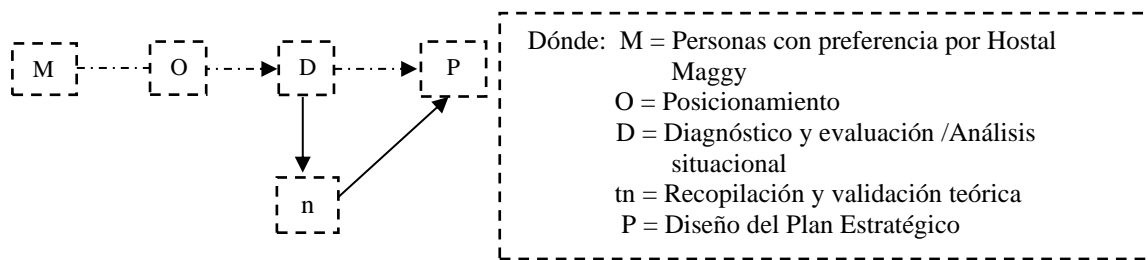 M O D P
n
Dónde: M = Personas con preferencia por Hostal
Maggy
O = Posicionamiento
D = Diagnóstico y evaluación /Análisis
situacional
tn = Recopilación y validación teórica
P = Diseño del Plan Estratégico